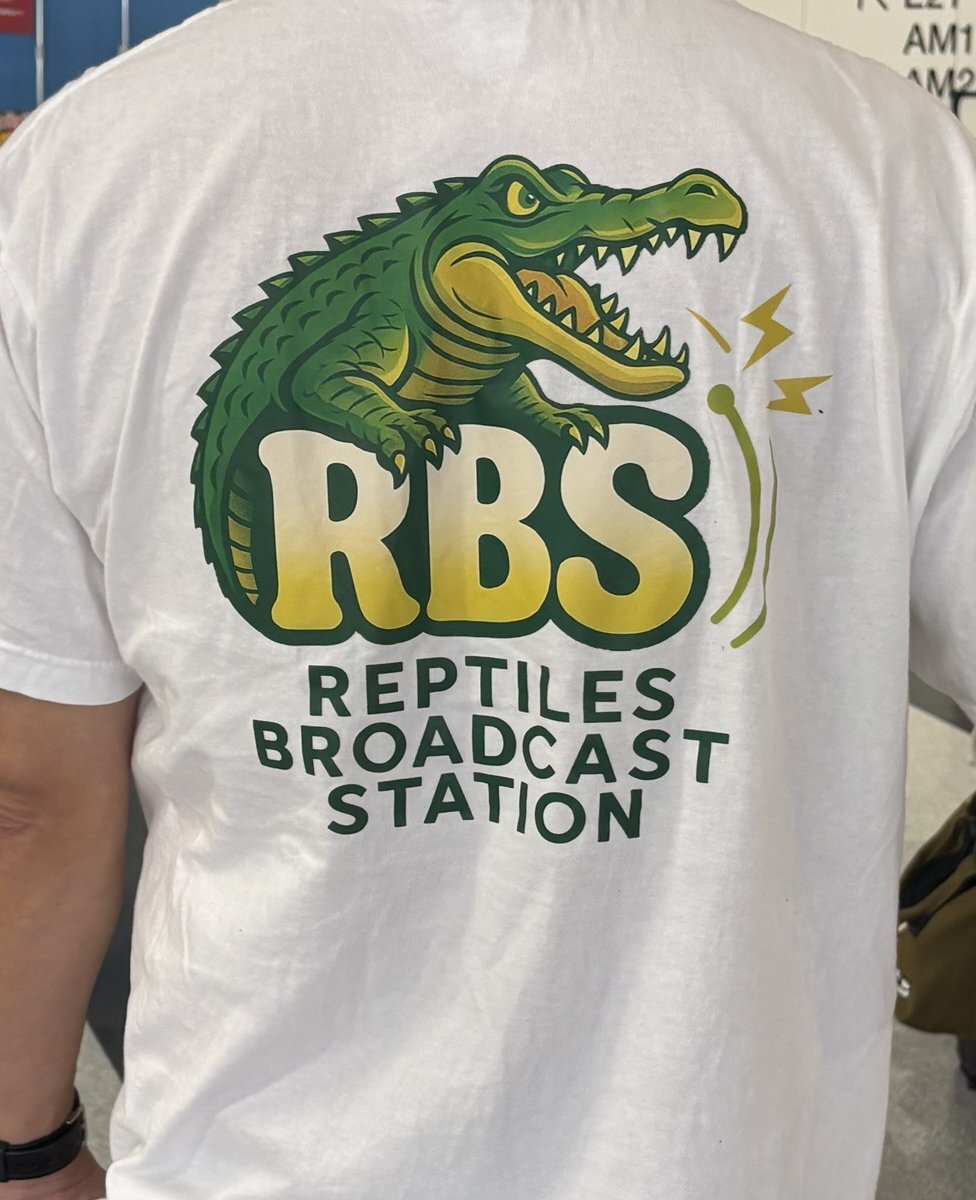 AM1
AM2
RBS
REPTILES
BROADCAST
STATION